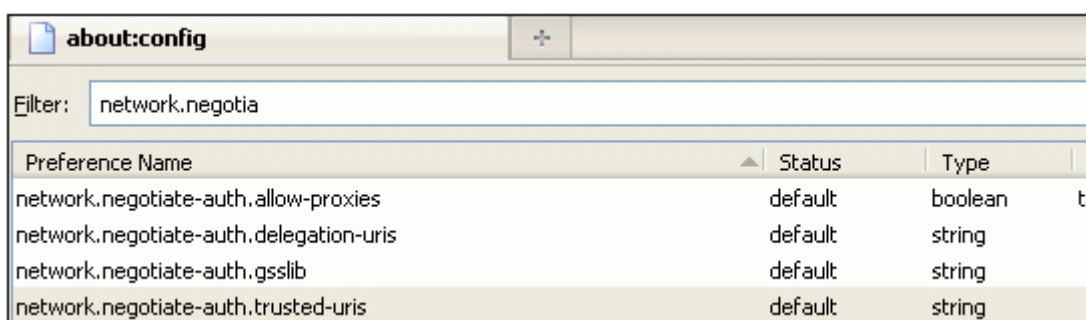 about:config
Filter: network.negotia
Preference Name Status Type
network.negotiate-auth.allow-proxies default boolean t
network.negotiate-auth.delegation-uris default string
network.negotiate-auth.gsslib default string
network.negotiate-auth.trusted-uris default string